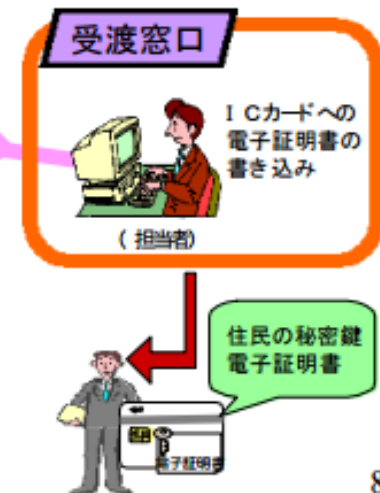 受渡窓口
ＩＣカードへの
電子証明書の
書き込み
(担当者)
住民の秘密鍵
電子証明書
電子証明書
8